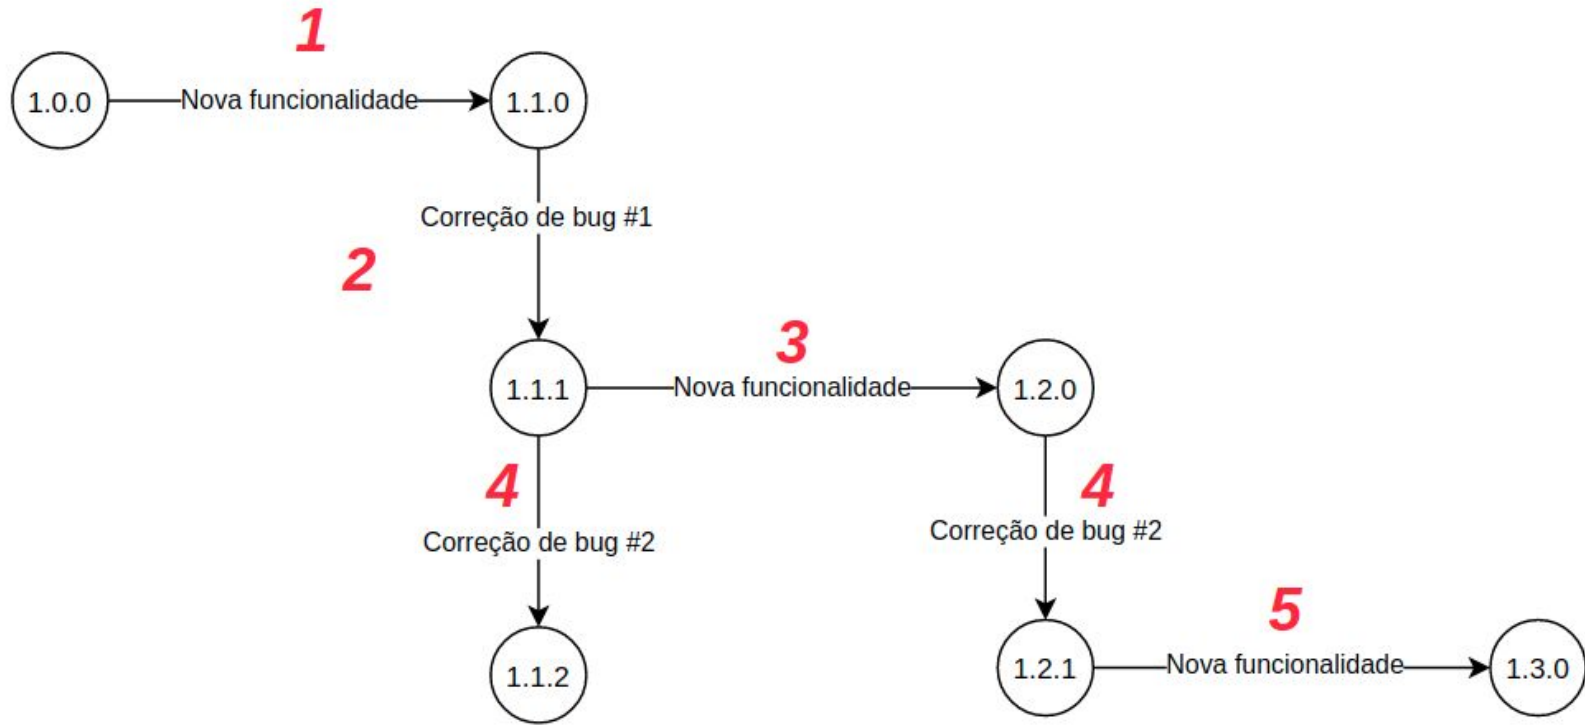 1
1.0.0
Nova funcionalidade
1.1.0
Correção de bug #1
2
3
1.1.1
Nova funcionalidade
1.2.0
4
4
Correção de bug #2
Correção de bug #2
5
1.1.2
1.2.1
Nova funcionalidade
1.3.0